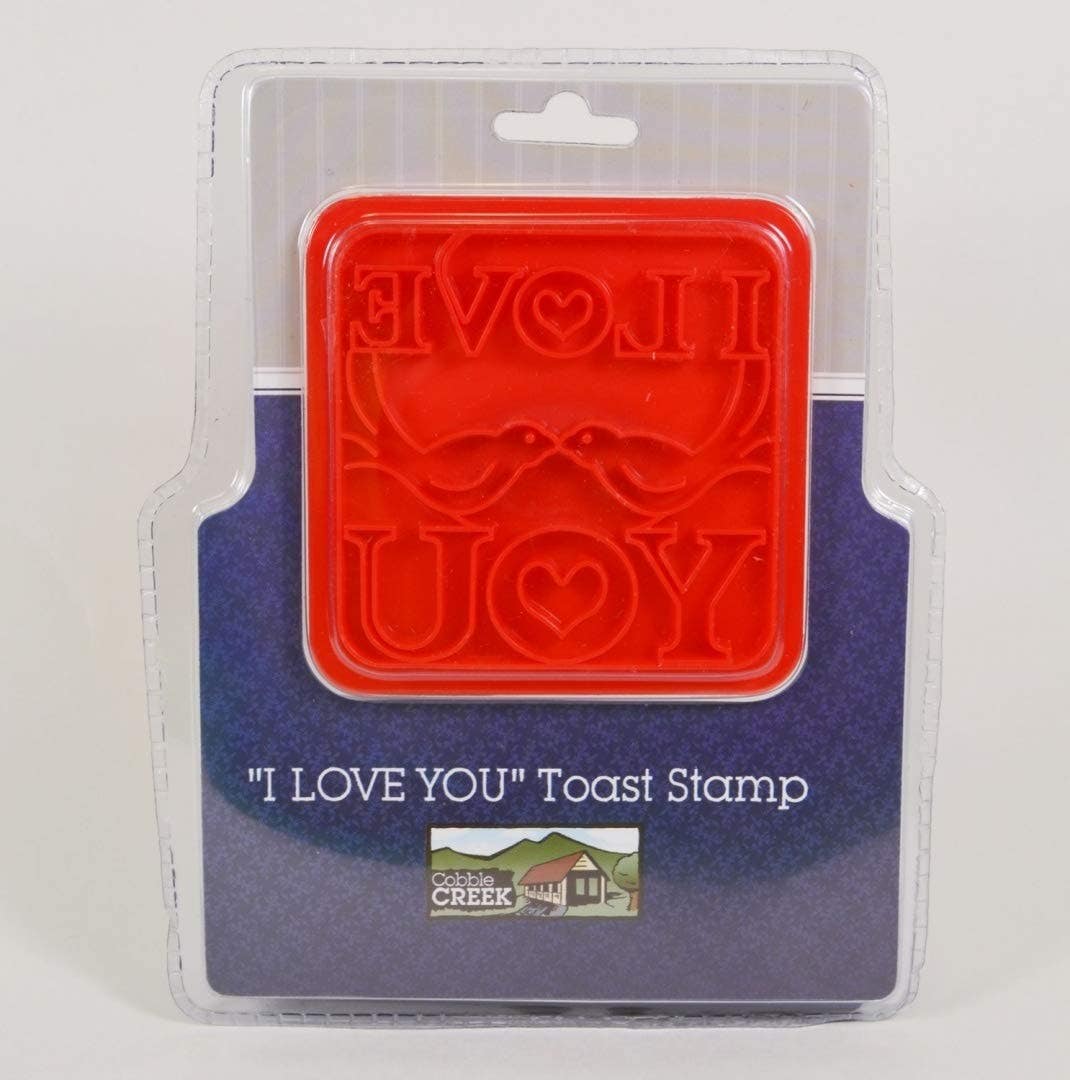 I LOVE
YOU
"I LOVE YOU" Toast Stamp
Cobble
CREEK